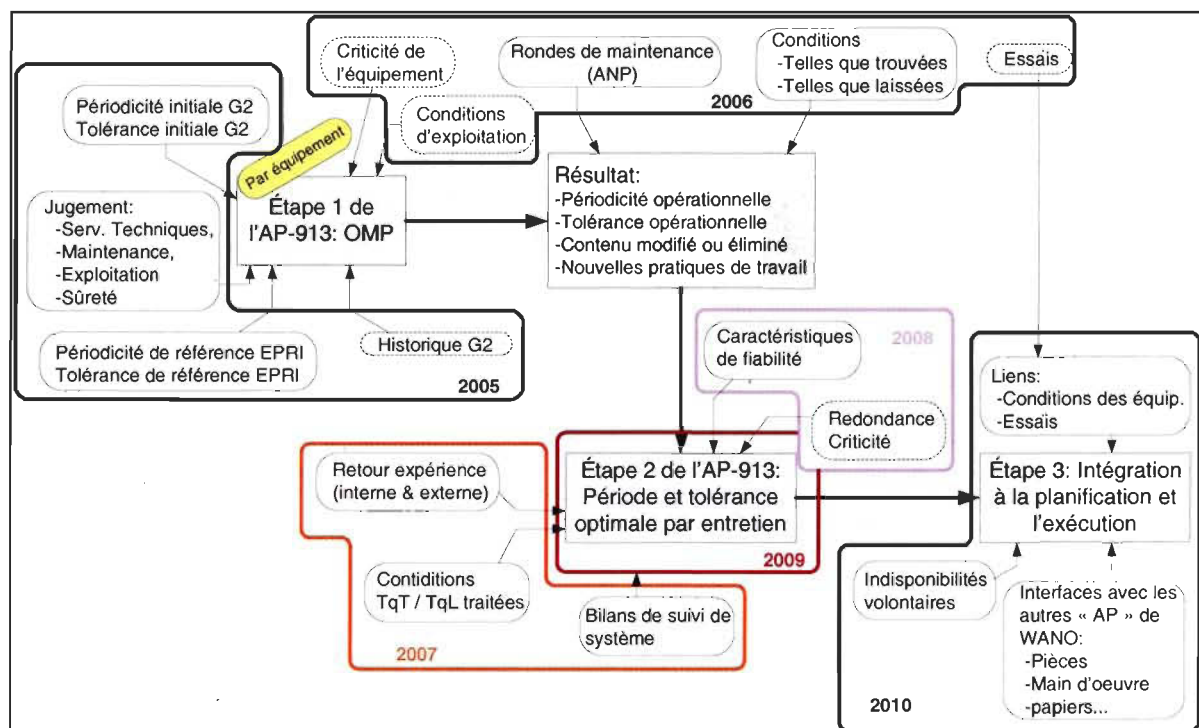 Criticité de
l'équipement
Rondes de maintenance
(ANP)
Conditions
-Telles que trouvées
-Telles que laissées
Essais
2006
Périodicité initiale G2
Tolérance initiale G2
Conditions
d'exploitation
Par équipement
Étape 1 de
l'AP-913: OMP
Résultat:
-Périodicité opérationnelle
-Tolérance opérationnelle
-Contenu modifié ou éliminé
-Nouvelles pratiques de travail
Jugement:
-Serv. Techniques,
-Maintenance,
-Exploitation
-Sûreté
Périodicité de référence EPRI
Tolérance de référence EPRI
Historique G2
2005
Caractéristiques
de fiabilité
2008
Redondance
Criticité
Liens:
-Conditions des équip.
-Essais
Retour expérience
(interne & externe)
Étape 2 de l'AP-913:
Période et tolérance
optimale par entretien
2009
Étape 3: Intégration
à la planification et
l'exécution
Contiditions
TqT / TqL traitées
Bilans de suivi de
système
2007
Indisponibilités
volontaires
Interfaces avec les
autres « AP » de
WANO:
-Pièces
-Main d'oeuvre
-papiers...
2010